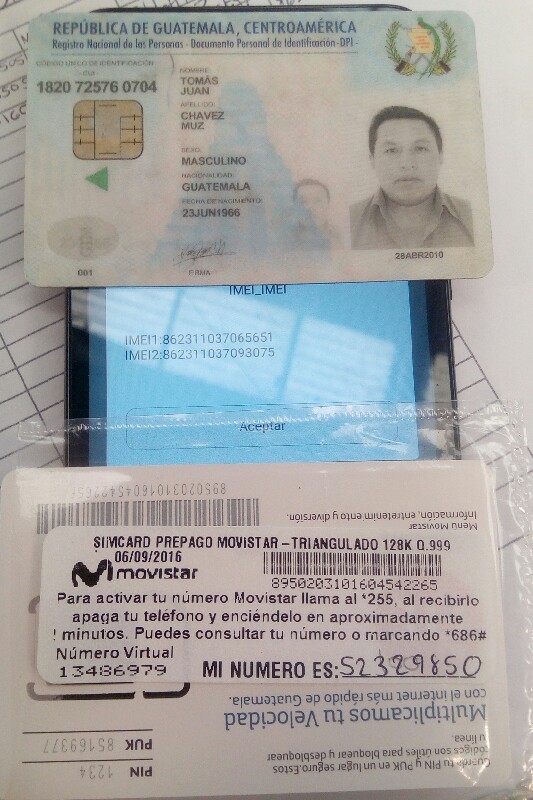 REPÚBLICA DE GUATEMALA, CENTROAMÉRICA
Registro Nacional de las Personas - Documento Personal de Identificación-DPI-
CÓDIGO ÚNICO DE IDENTIFICACIÓN
CUI
1820 72576 0704
NOMBRE:
TOMÁS
JUAN
APELLIDO:
CHAVEZ
MUZ
SEXO:
MASCULINO
NACIONALIDAD:
GUATEMALA
FECHA DE NACIMIENTO:
23JUN1966
001
FIRMA
28ABR2010
IMEI_IMEI
IMEI1:862311037065651
IMEI2:862311037093075
Aceptar
Menu Movistar
Información, entretenimiento y diversión.
SIMCARD PREPAGO MOVISTAR-TRIANGULADO 128K Q.999
06/09/2016
movistar
8950203101604542265
Para activar tu número Movistar llama al *255, al recibirlo
apaga tu teléfono y enciéndelo en aproximadamente
minutos. Puedes consultar tu número o marcando *686#
Número Virtual
13486979
MI NUMERO ES: 52329850
Multiplicamos tu Velocidad
con el internet más rápido de Guatemala.
Guarda tu PIN y PUK en un lugar seguro. Estos
códigos son útiles para bloquear y desbloquear
tu línea.
PIN 1234
PUK 85169377